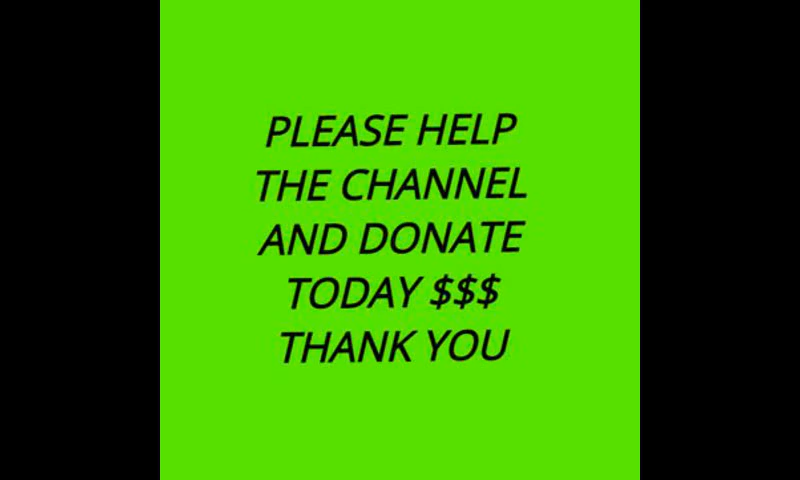 PLEASE HELP
THE CHANNEL
AND DONATE
TODAY $$$
THANK YOU